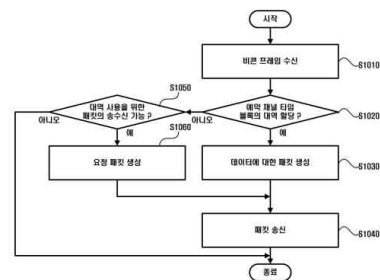 시작
비콘 프레임 수신
S1010
예약 채널 타임
블록의 대역 할당 ?
S1020
아니오
예
대역 사용을 위한
패킷의 송수신 가능 ?
S1050
아니오
예
S1060
요청 패킷 생성
데이터에 대한 패킷 생성
S1030
패킷 송신
S1040
종료